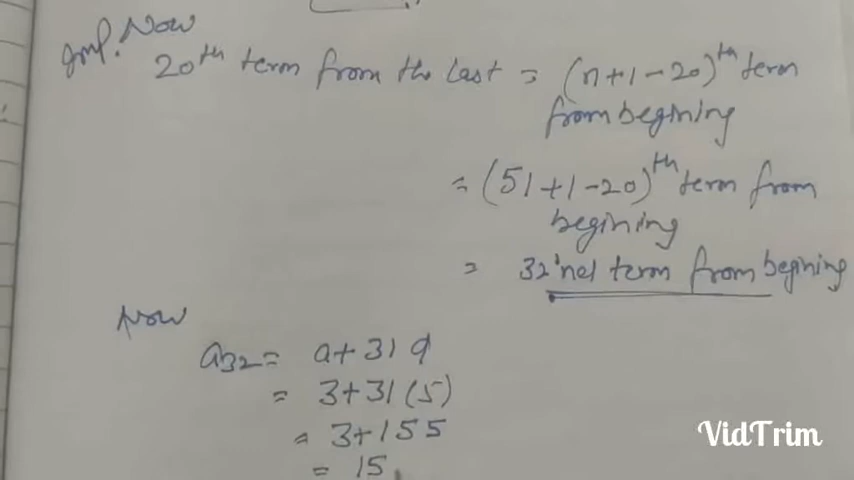 Imp. Now
20th term from the last = (n+1-20)th term
from begining
= (51+1-20)th term from
begining
= 32'nd term from begining
Now
a32 = a+31d
= 3+31(5)
= 3+155
= 15
VidTrim